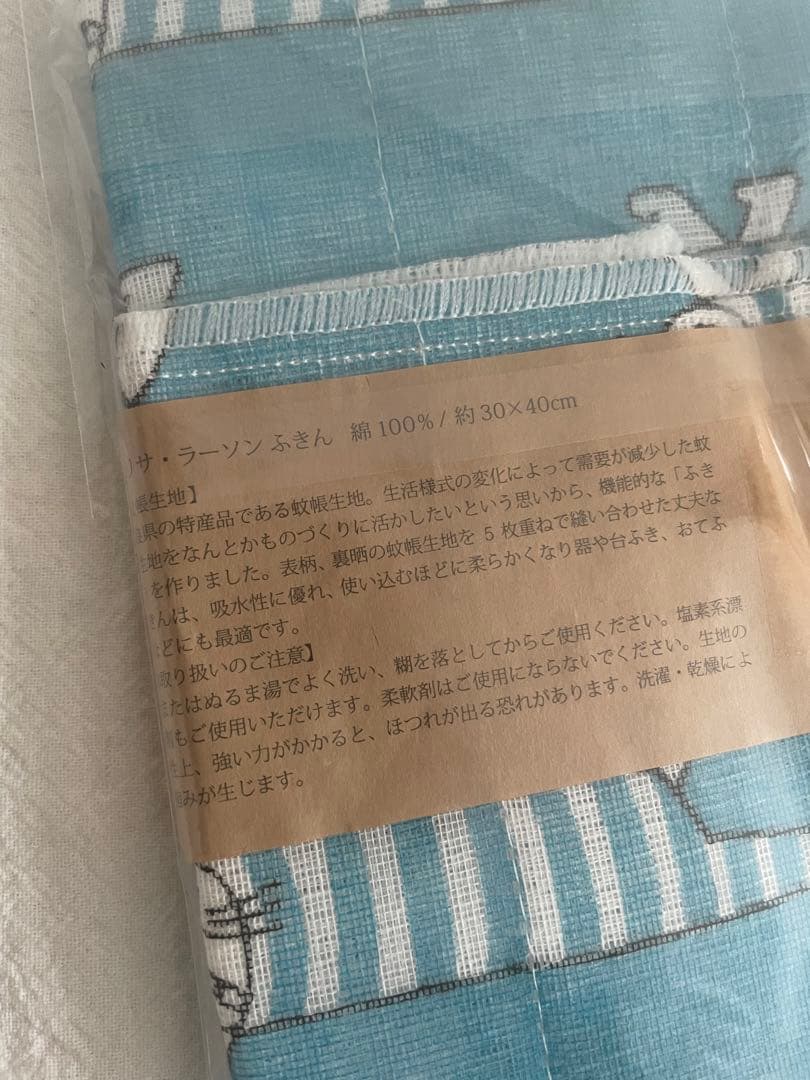 サ・ラーソン ふきん 綿 100% / 約 30×40cm
帳生地】
県の特産品である蚊帳生地。生活様式の変化によって需要が減少した蚊
生地をなんとかものづくりに活かしたいという思いから、機能的な「ふき
を作りました。表柄、裏晒の蚊帳生地を 5 枚重ねで縫い合わせた丈夫な
んは、吸水性に優れ、使い込むほどに柔らかくなり器や台ふき、おてふ
どにも最適です。
取り扱いのご注意】
たはぬるま湯でよく洗い、糊を落としてからご使用ください。塩素系漂
もご使用いただけます。柔軟剤はご使用にならないでください。生地の
上、強い力がかかると、ほつれが出る恐れがあります。洗濯・乾燥によ
みが生じます。